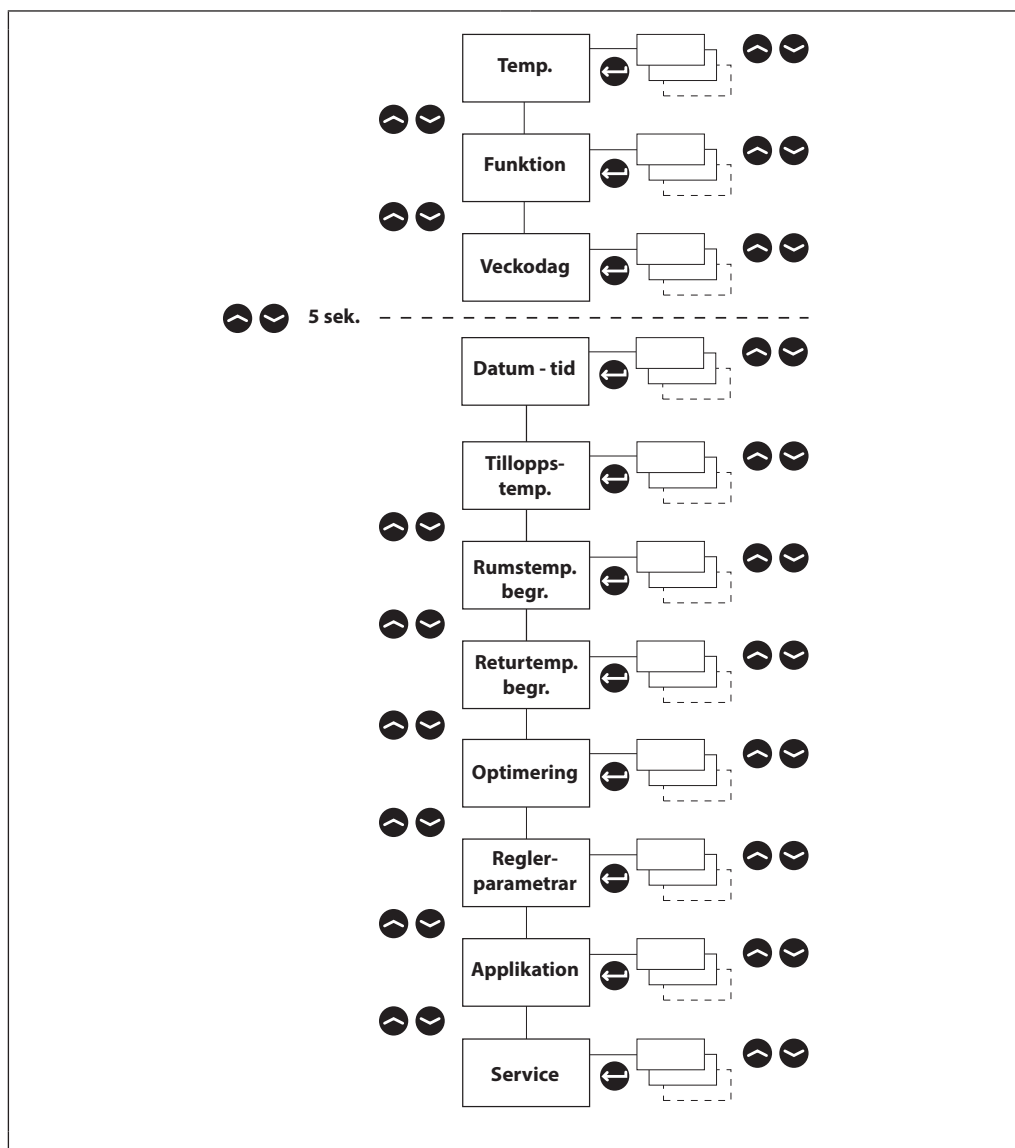 Temp.
Funktion
Veckodag
5 sek.
Datum - tid
Tillopps-
temp.
Rumstemp.
begr.
Returtemp.
begr.
Optimering
Regler-
parametrar
Applikation
Service